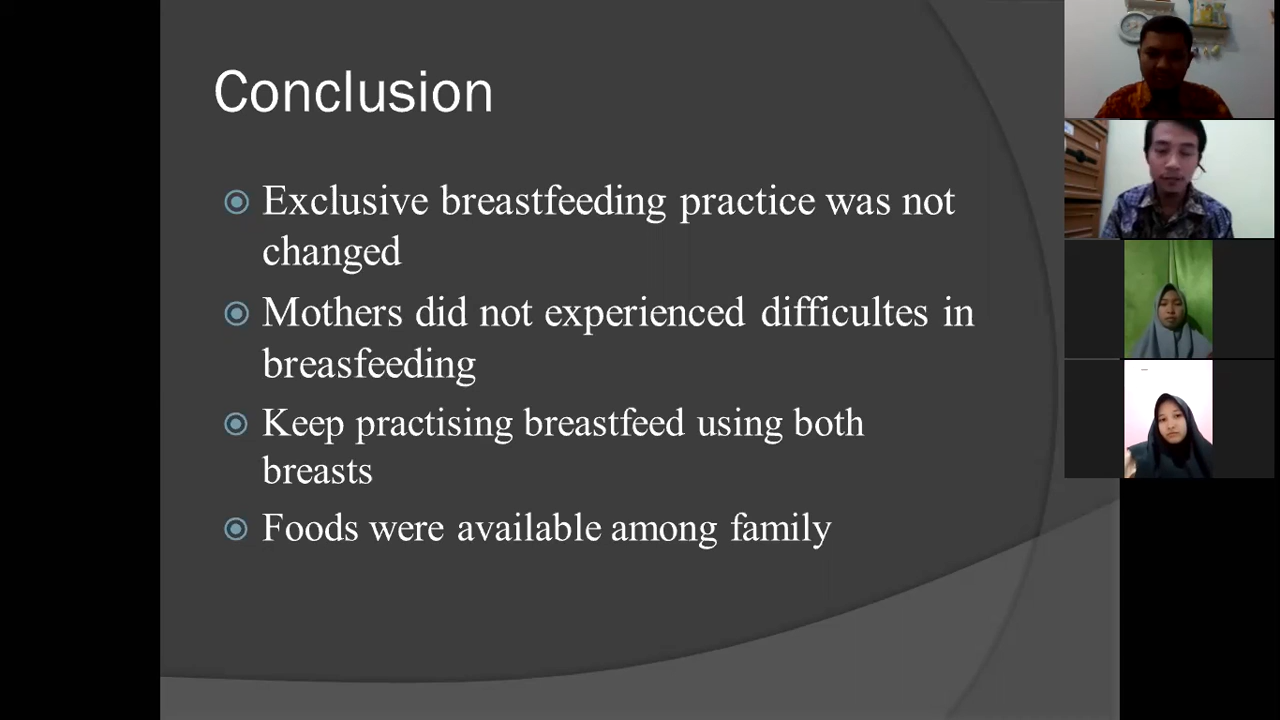 Conclusion
Exclusive breastfeeding practice was not
changed
Mothers did not experienced difficultes in
breasfeeding
Keep practising breastfeed using both
breasts
Foods were available among family